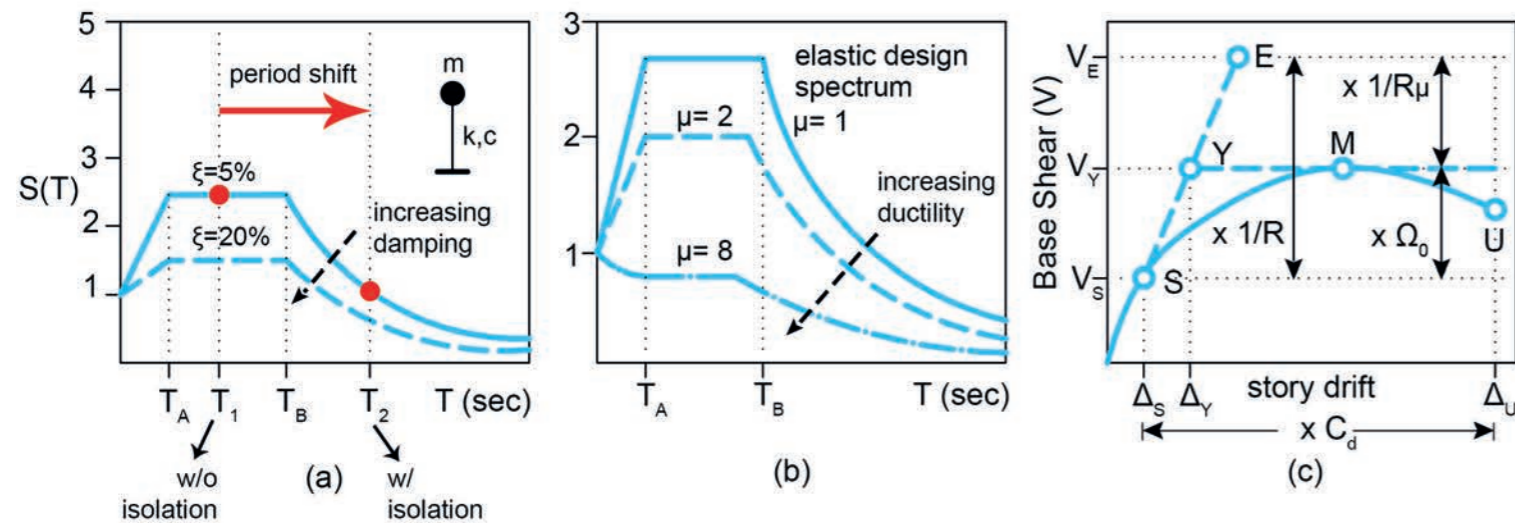 5
4
3
2
1
S(T)
period shift
m
k,c
ξ=5%
ξ=20%
increasing
damping
T_A
T_1
T_B
T_2
T (sec)
w/o
isolation
(a)
w/
isolation
3
2
1
elastic design
spectrum
μ= 1
μ= 2
μ= 8
increasing
ductility
T_A
T_B
T (sec)
(b)
Base Shear (V)
V_E
V_Y
V_S
E
Y
M
S
U
x 1/Rμ
x 1/R
x Ω_0
Δ_S
Δ_Y
story drift
Δ_U
x C_d
(c)